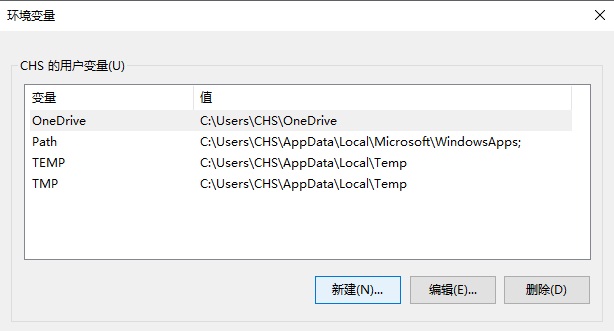 环境变量
CHS 的用户变量(U)
变量 值
OneDrive C:\Users\CHS\OneDrive
Path C:\Users\CHS\AppData\Local\Microsoft\WindowsApps;
TEMP C:\Users\CHS\AppData\Local\Temp
TMP C:\Users\CHS\AppData\Local\Temp
新建(N)... 编辑(E)... 删除(D)